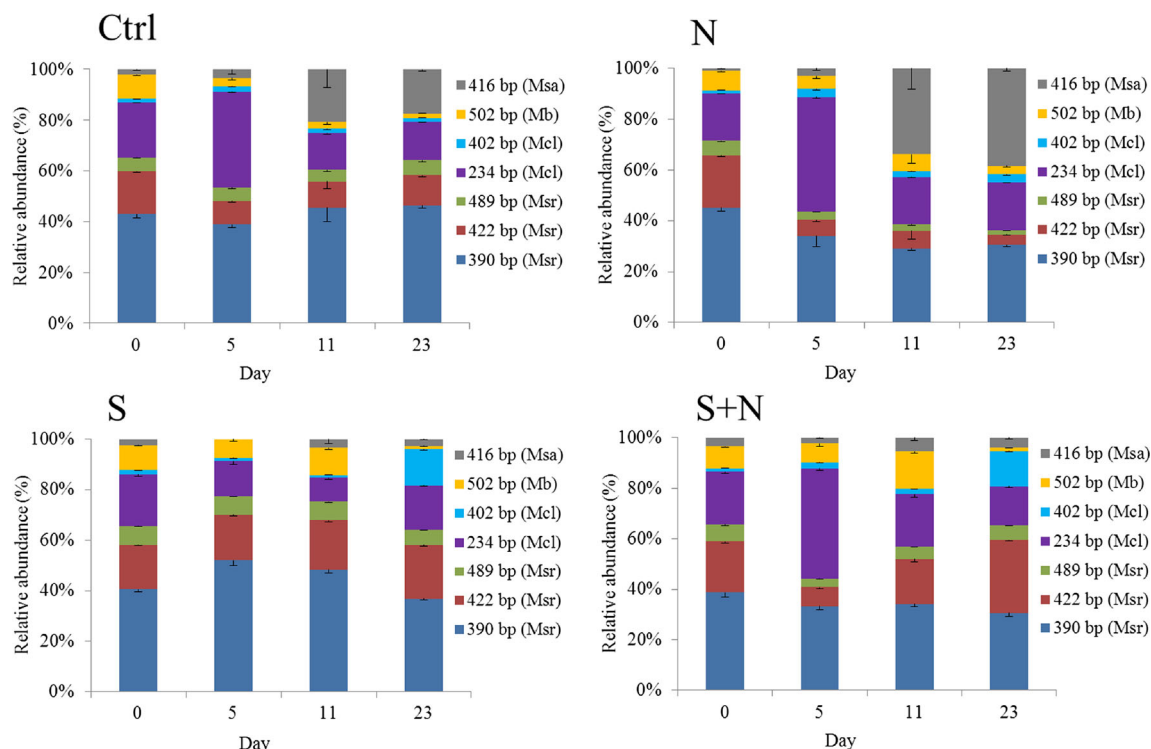 Ctrl
Relative abundance (%)
100%
80%
60%
40%
20%
0%
0 5 11 23
Day
416 bp (Msa)
502 bp (Mb)
402 bp (Mcl)
234 bp (Mcl)
489 bp (Msr)
422 bp (Msr)
390 bp (Msr)
N
Relative abundance (%)
100%
80%
60%
40%
20%
0%
0 5 11 23
Day
416 bp (Msa)
502 bp (Mb)
402 bp (Mcl)
234 bp (Mcl)
489 bp (Msr)
422 bp (Msr)
390 bp (Msr)
S
Relative abundance (%)
100%
80%
60%
40%
20%
0%
0 5 11 23
Day
416 bp (Msa)
502 bp (Mb)
402 bp (Mcl)
234 bp (Mcl)
489 bp (Msr)
422 bp (Msr)
390 bp (Msr)
S+N
Relative abundance (%)
100%
80%
60%
40%
20%
0%
0 5 11 23
Day
416 bp (Msa)
502 bp (Mb)
402 bp (Mcl)
234 bp (Mcl)
489 bp (Msr)
422 bp (Msr)
390 bp (Msr)